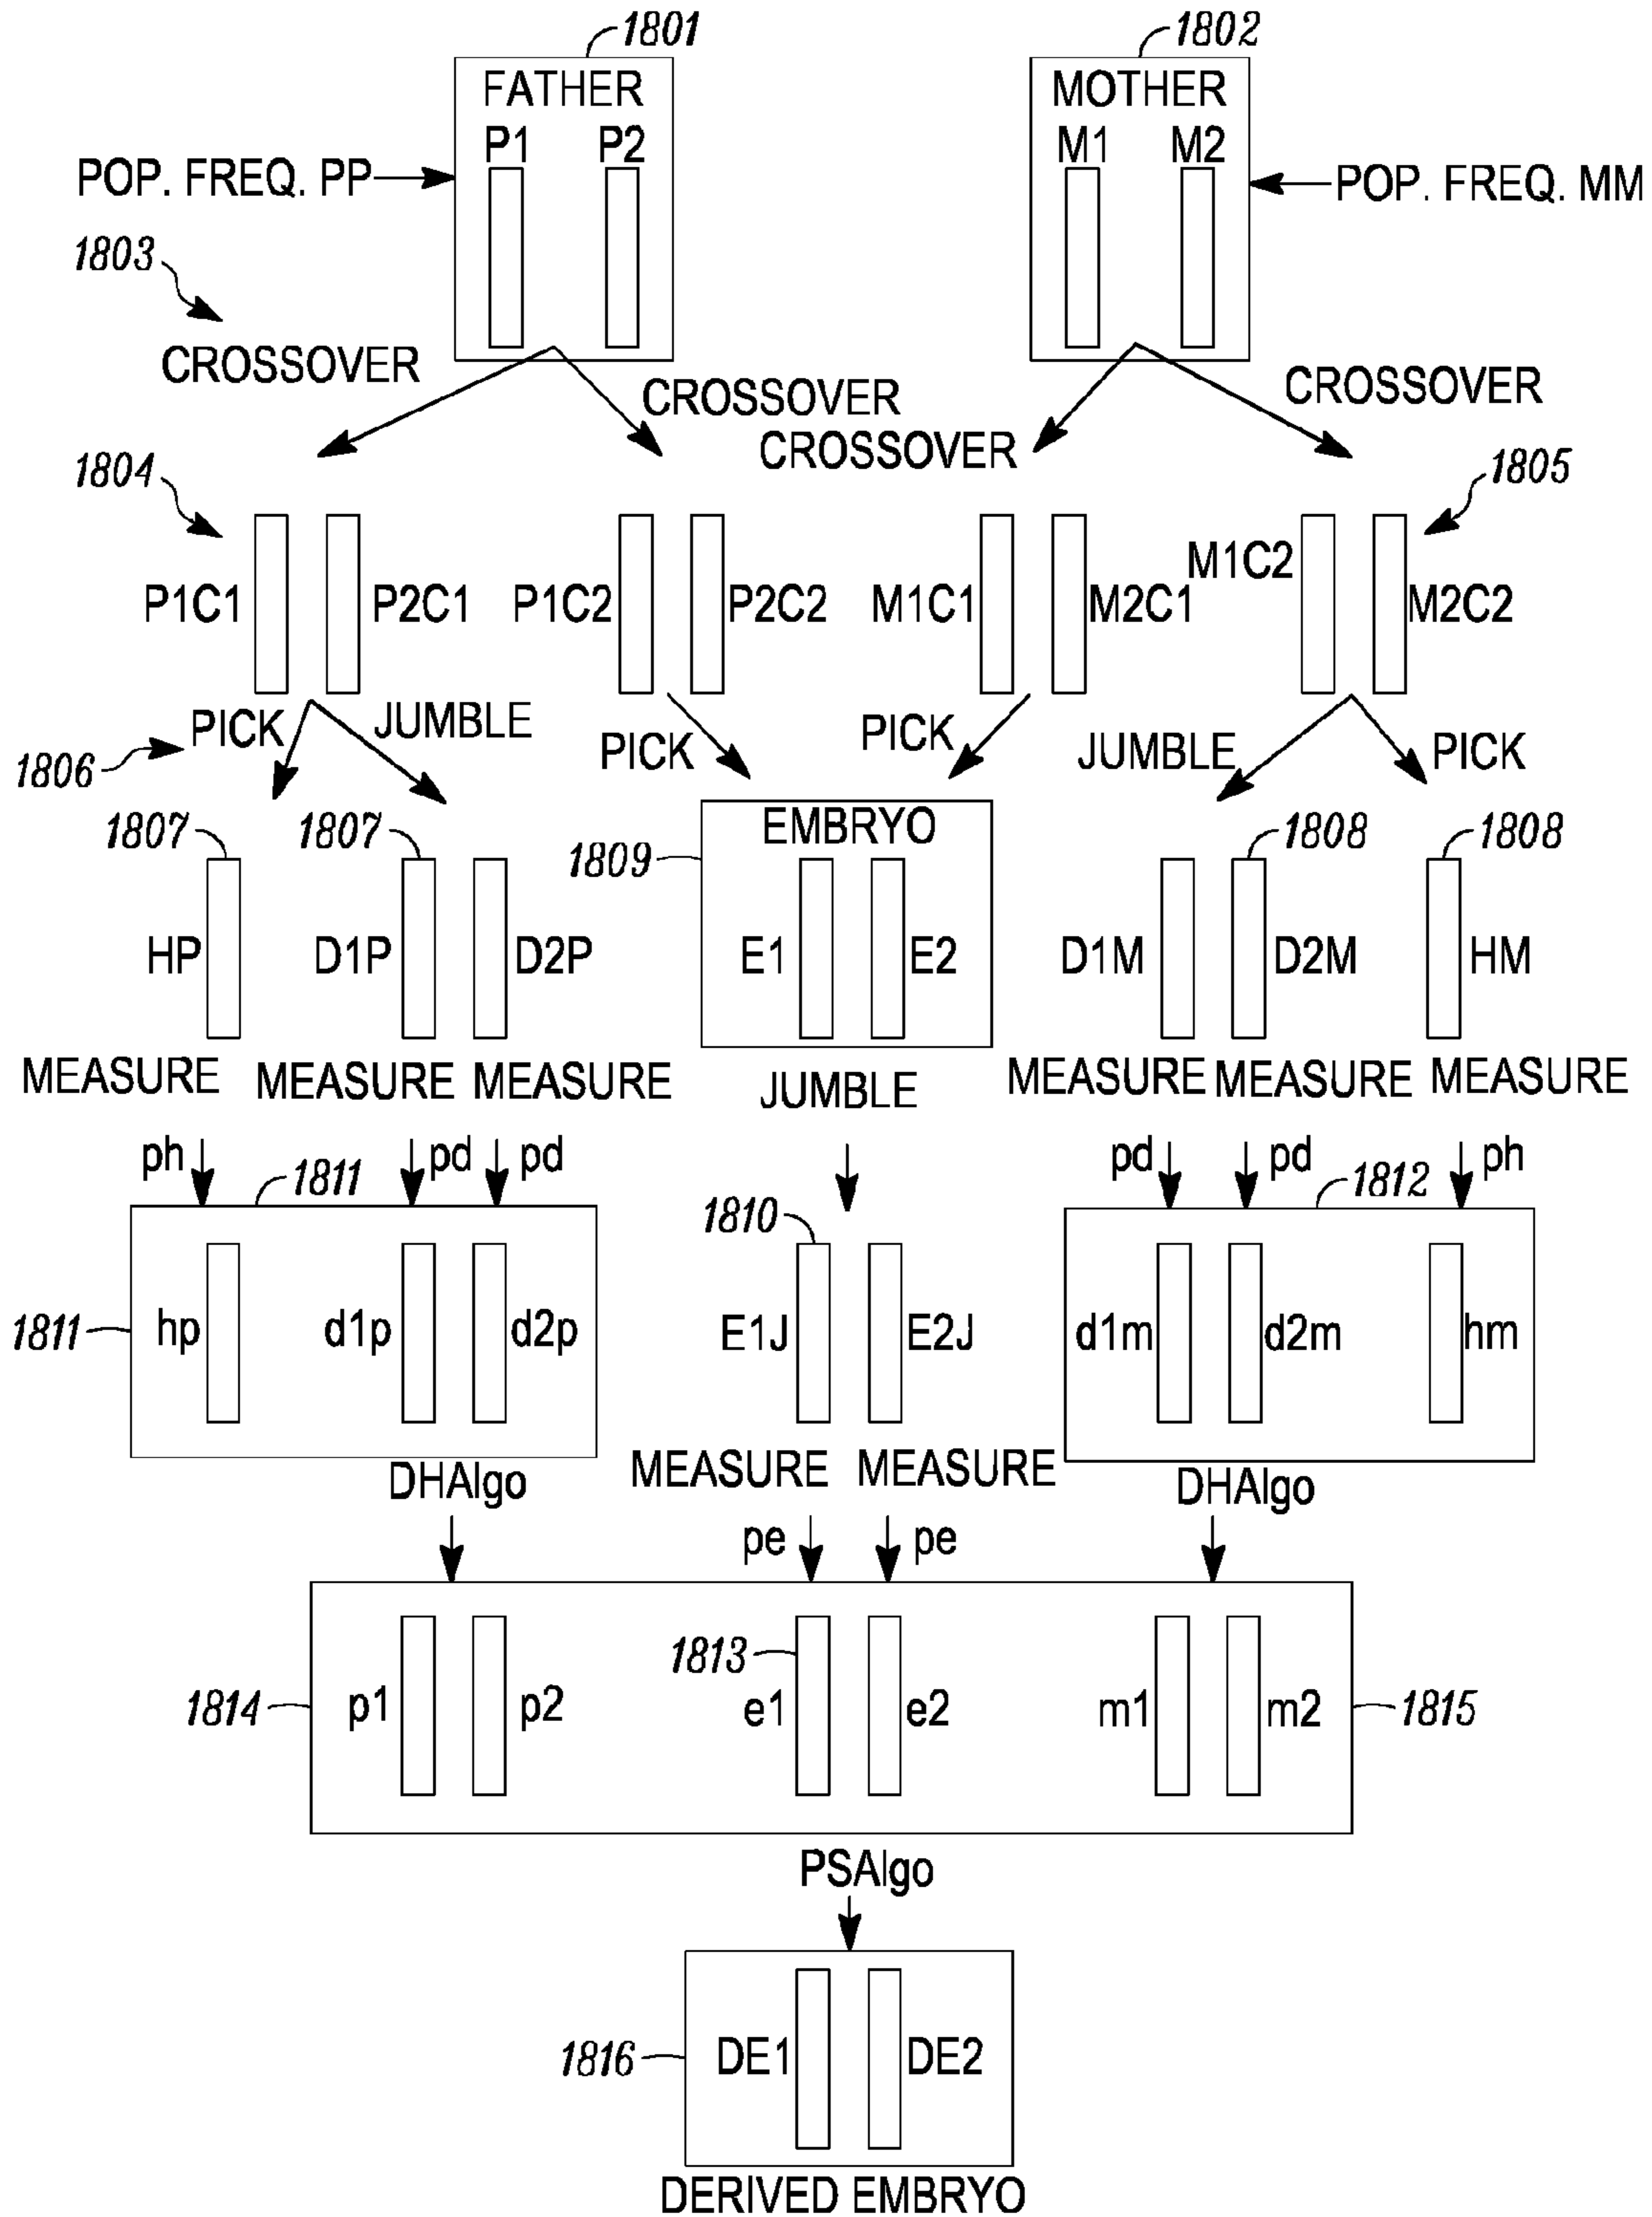 1801 1802
FATHER MOTHER
P1 P2 M1 M2
POP. FREQ. PP POP. FREQ. MM
1803
CROSSOVER CROSSOVER CROSSOVER CROSSOVER
1804 1805
P1C1 P2C1 P1C2 P2C2 M1C1 M2C1 M1C2 M2C2
PICK JUMBLE PICK PICK JUMBLE PICK
1806
1807 1807 1809 EMBRYO 1808 1808
HP D1P D2P E1 E2 D1M D2M HM
MEASURE MEASURE MEASURE JUMBLE MEASURE MEASURE MEASURE
ph pd pd pd pd ph
1811 1810 1812
1811 hp d1p d2p E1J E2J d1m d2m hm
DHAlgo MEASURE MEASURE DHAlgo
pe pe
1813
1814 p1 p2 e1 e2 m1 m2 1815
PSAlgo
1816 DE1 DE2
DERIVED EMBRYO